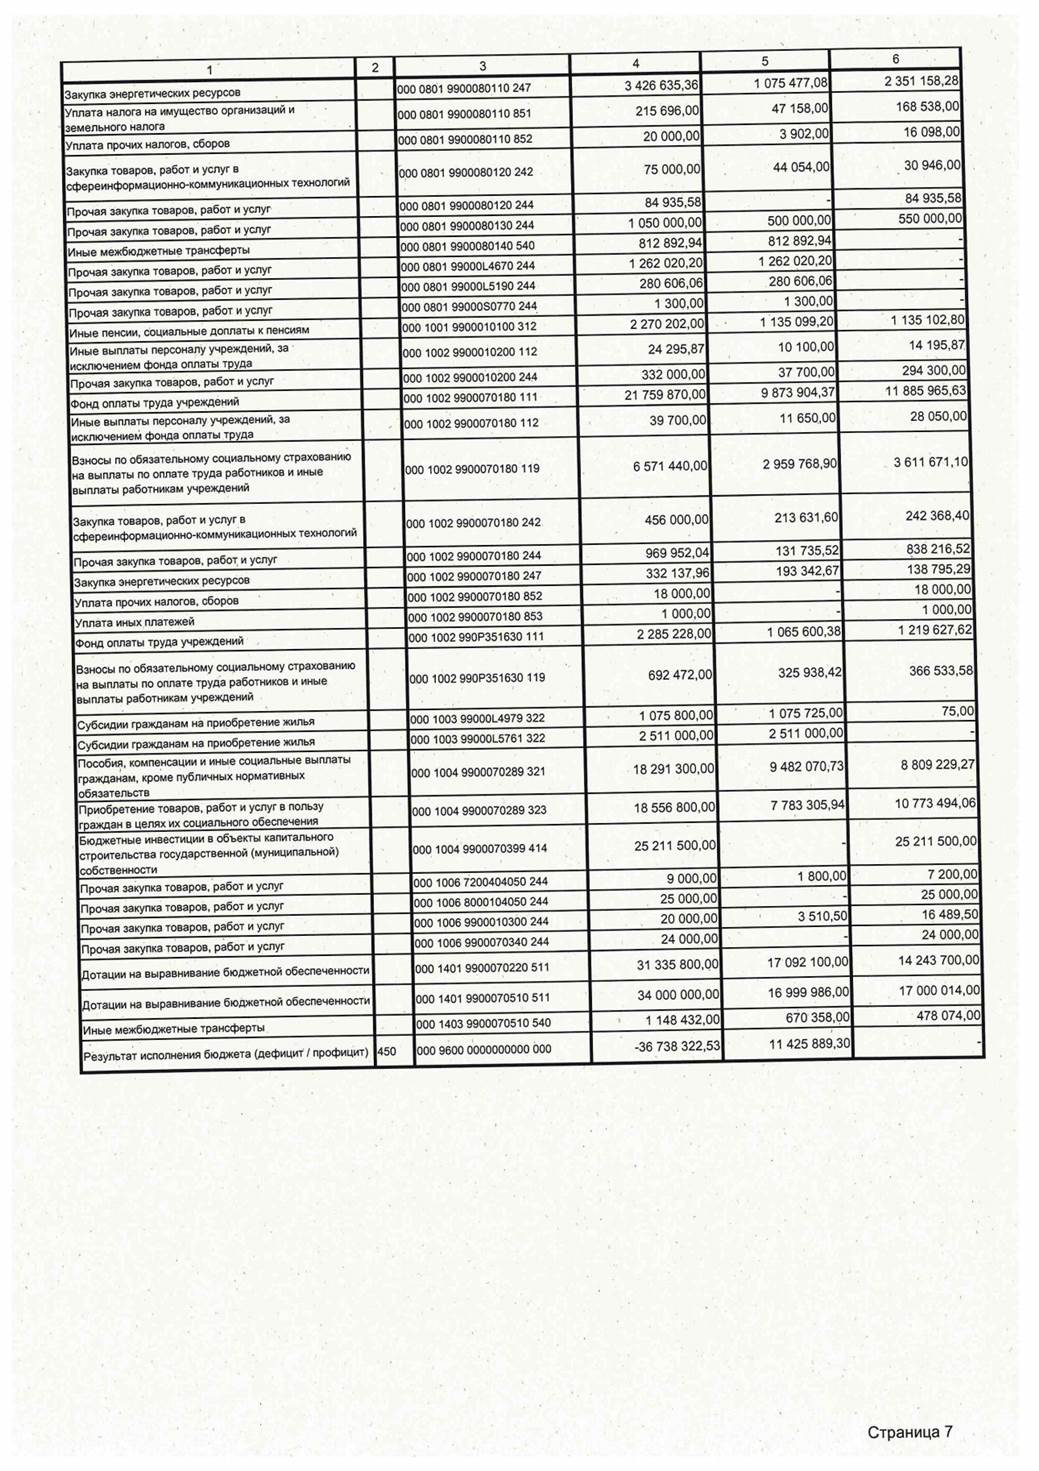 1 2 3 4 5 6
Закупка энергетических ресурсов 000 0801 9900080110 247 3 426 635,36 1 075 477,08 2 351 158,28
Уплата налога на имущество организаций и
земельного налога 000 0801 9900080110 851 215 696,00 47 158,00 168 538,00
Уплата прочих налогов, сборов 000 0801 9900080110 852 20 000,00 3 902,00 16 098,00
Закупка товаров, работ и услуг в
сфереинформационно-коммуникационных технологий 000 0801 9900080120 242 75 000,00 44 054,00 30 946,00
Прочая закупка товаров, работ и услуг 000 0801 9900080120 244 84 935,58 - 84 935,58
Прочая закупка товаров, работ и услуг 000 0801 9900080130 244 1 050 000,00 500 000,00 550 000,00
Иные межбюджетные трансферты 000 0801 9900080140 540 812 892,94 812 892,94 -
Прочая закупка товаров, работ и услуг 000 0801 99000L4670 244 1 262 020,20 1 262 020,20 -
Прочая закупка товаров, работ и услуг 000 0801 99000L5190 244 280 606,06 280 606,06 -
Прочая закупка товаров, работ и услуг 000 0801 99000S0770 244 1 300,00 1 300,00 -
Иные пенсии, социальные доплаты к пенсиям 000 1001 9900010100 312 2 270 202,00 1 135 099,20 1 135 102,80
Иные выплаты персоналу учреждений, за
исключением фонда оплаты труда 000 1002 9900010200 112 24 295,87 10 100,00 14 195,87
Прочая закупка товаров, работ и услуг 000 1002 9900010200 244 332 000,00 37 700,00 294 300,00
Фонд оплаты труда учреждений 000 1002 9900070180 111 21 759 870,00 9 873 904,37 11 885 965,63
Иные выплаты персоналу учреждений, за
исключением фонда оплаты труда 000 1002 9900070180 112 39 700,00 11 650,00 28 050,00
Взносы по обязательному социальному страхованию
на выплаты по оплате труда работников и иные
выплаты работникам учреждений 000 1002 9900070180 119 6 571 440,00 2 959 768,90 3 611 671,10
Закупка товаров, работ и услуг в
сфереинформационно-коммуникационных технологий 000 1002 9900070180 242 456 000,00 213 631,60 242 368,40
Прочая закупка товаров, работ и услуг 000 1002 9900070180 244 969 952,04 131 735,52 838 216,52
Закупка энергетических ресурсов 000 1002 9900070180 247 332 137,96 193 342,67 138 795,29
Уплата прочих налогов, сборов 000 1002 9900070180 852 18 000,00 - 18 000,00
Уплата иных платежей 000 1002 9900070180 853 1 000,00 - 1 000,00
Фонд оплаты труда учреждений 000 1002 990P351630 111 2 285 228,00 1 065 600,38 1 219 627,62
Взносы по обязательному социальному страхованию
на выплаты по оплате труда работников и иные
выплаты работникам учреждений 000 1002 990P351630 119 692 472,00 325 938,42 366 533,58
Субсидии гражданам на приобретение жилья 000 1003 99000L4979 322 1 075 800,00 1 075 725,00 75,00
Субсидии гражданам на приобретение жилья 000 1003 99000L5761 322 2 511 000,00 2 511 000,00 -
Пособия, компенсации и иные социальные выплаты
гражданам, кроме публичных нормативных
обязательств 000 1004 9900070289 321 18 291 300,00 9 482 070,73 8 809 229,27
Приобретение товаров, работ и услуг в пользу
граждан в целях их социального обеспечения 000 1004 9900070289 323 18 556 800,00 7 783 305,94 10 773 494,06
Бюджетные инвестиции в объекты капитального
строительства государственной (муниципальной)
собственности 000 1004 9900070399 414 25 211 500,00 - 25 211 500,00
Прочая закупка товаров, работ и услуг 000 1006 7200404050 244 9 000,00 1 800,00 7 200,00
Прочая закупка товаров, работ и услуг 000 1006 8000104050 244 25 000,00 - 25 000,00
Прочая закупка товаров, работ и услуг 000 1006 9900010300 244 20 000,00 3 510,50 16 489,50
Прочая закупка товаров, работ и услуг 000 1006 9900070340 244 24 000,00 - 24 000,00
Дотации на выравнивание бюджетной обеспеченности 000 1401 9900070220 511 31 335 800,00 17 092 100,00 14 243 700,00
Дотации на выравнивание бюджетной обеспеченности 000 1401 9900070510 511 34 000 000,00 16 999 986,00 17 000 014,00
Иные межбюджетные трансферты 000 1403 9900070510 540 1 148 432,00 670 358,00 478 074,00
Результат исполнения бюджета (дефицит / профицит) 450 000 9600 0000000000 000 -36 738 322,53 11 425 889,30 -
Страница 7